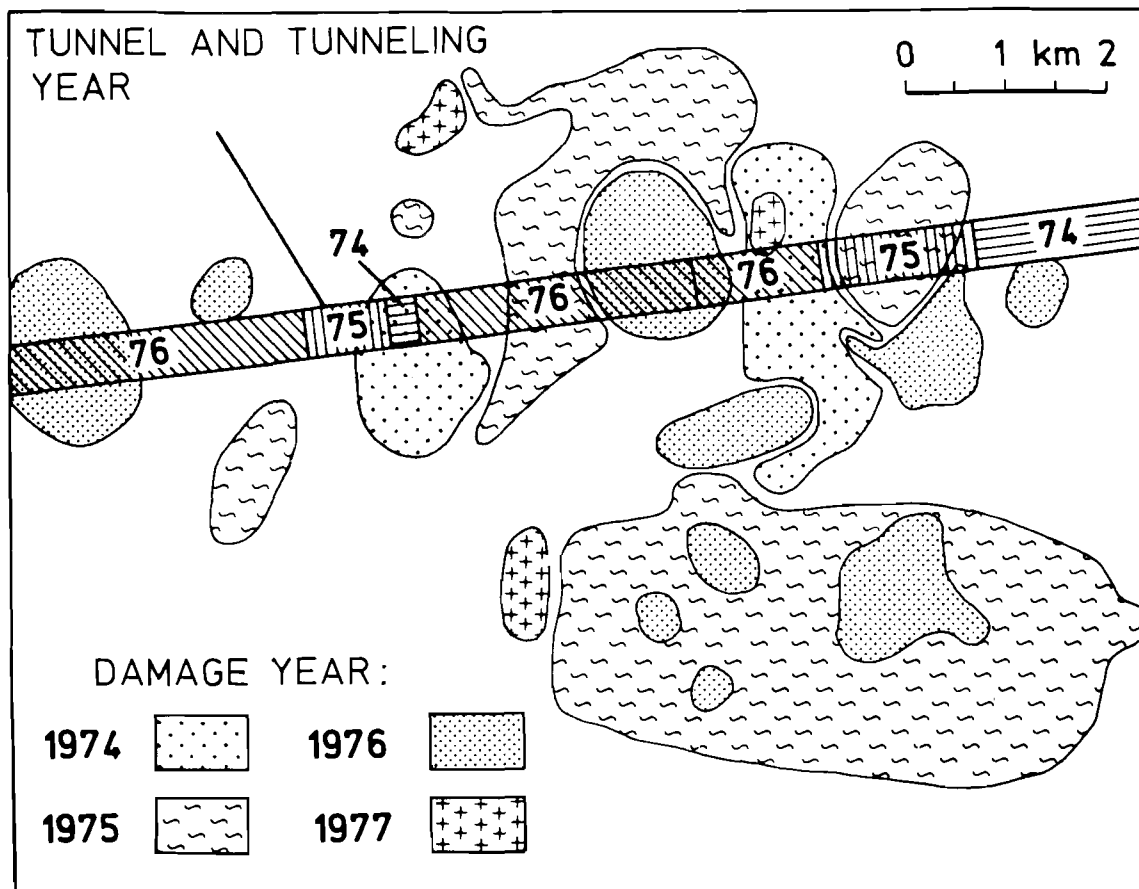 TUNNEL AND TUNNELING
YEAR
0 1 km 2
74
76
75
76
76
75
74
DAMAGE YEAR:
1974
1976
1975
1977